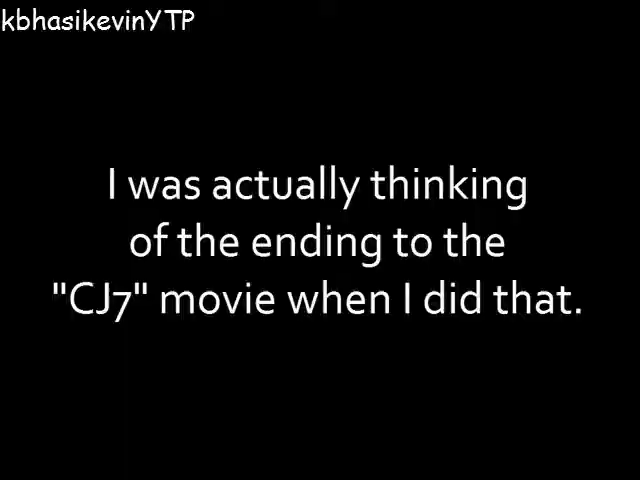 kbhasikevinYTP
I was actually thinking
of the ending to the
"CJ7" movie when I did that.